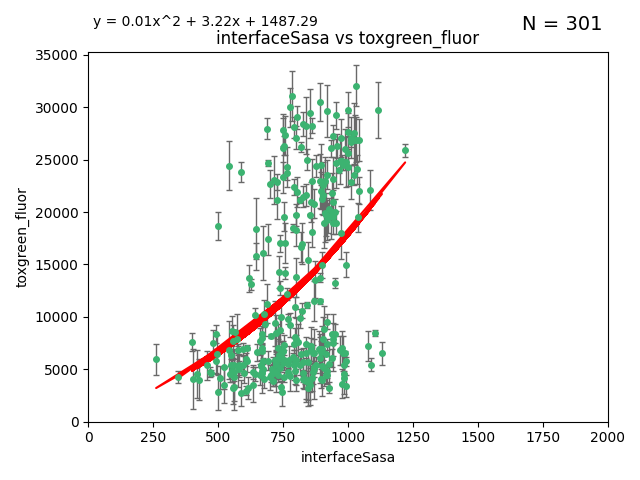 y = 0.01x^2 + 3.22x + 1487.29
N = 301
interfaceSasa vs toxgreen_fluor
35000
30000
25000
20000
15000
10000
5000
0
toxgreen_fluor
0 250 500 750 1000 1250 1500 1750 2000
interfaceSasa